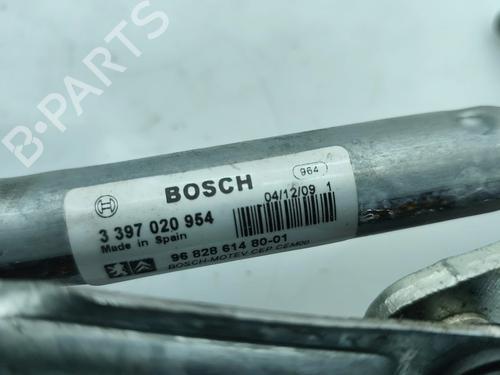 B-PARTS
964
BOSCH
04/12/09 1
3 397 020 954
Made in Spain
96 828 614 80-01
BOSCH-MOTEV-CEP CEM00